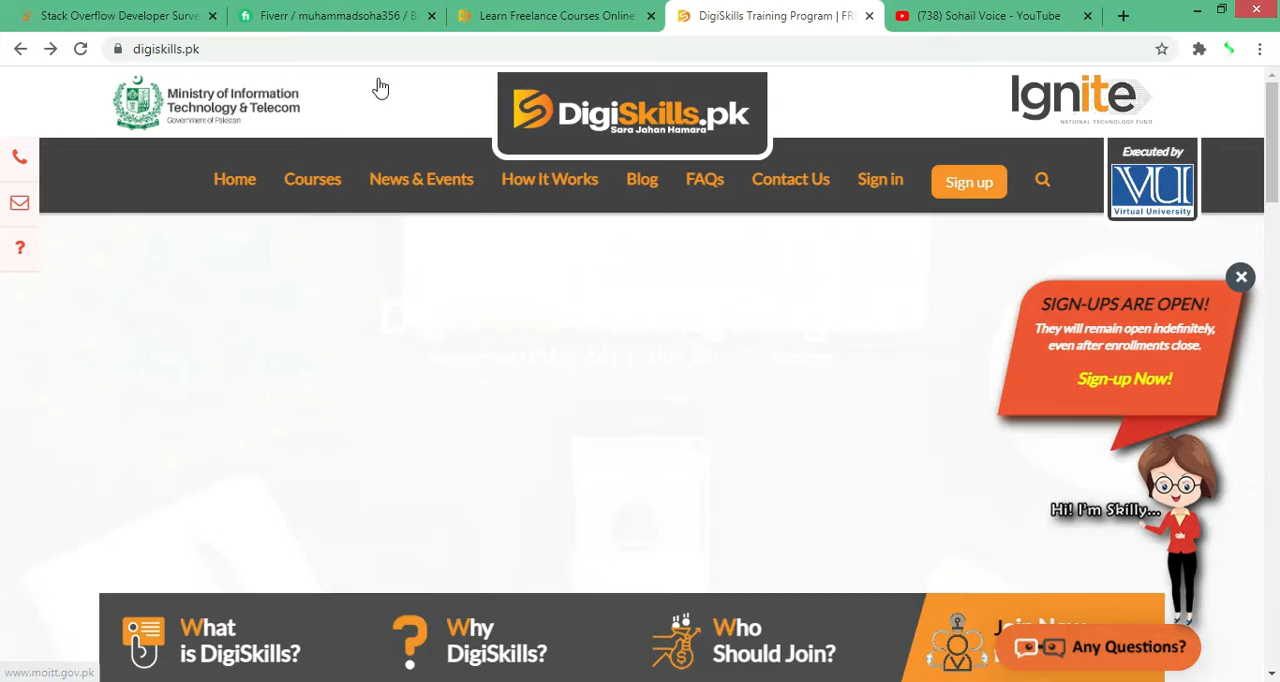 Stack Overflow Developer Surve
Fiverr / muhammadsoha356 / B
Learn Freelance Courses Online
DigiSkills Training Program | FR
(738) Sohail Voice - YouTube
digiskills.pk
Ministry of Information
Technology & Telecom
Government of Pakistan
DigiSkills.pk
Sara Jahan Hamara
Ignite
NATIONAL TECHNOLOGY FUND
Home
Courses
News & Events
How It Works
Blog
FAQs
Contact Us
Sign in
Sign up
Executed by
VU
Virtual University
SIGN-UPS ARE OPEN!
They will remain open indefinitely,
even after enrollments close.
Sign-up Now!
Hi! I'm Skilly...
What
is DigiSkills?
Why
DigiSkills?
Who
Should Join?
Join Now
Any Questions?
www.moitt.gov.pk